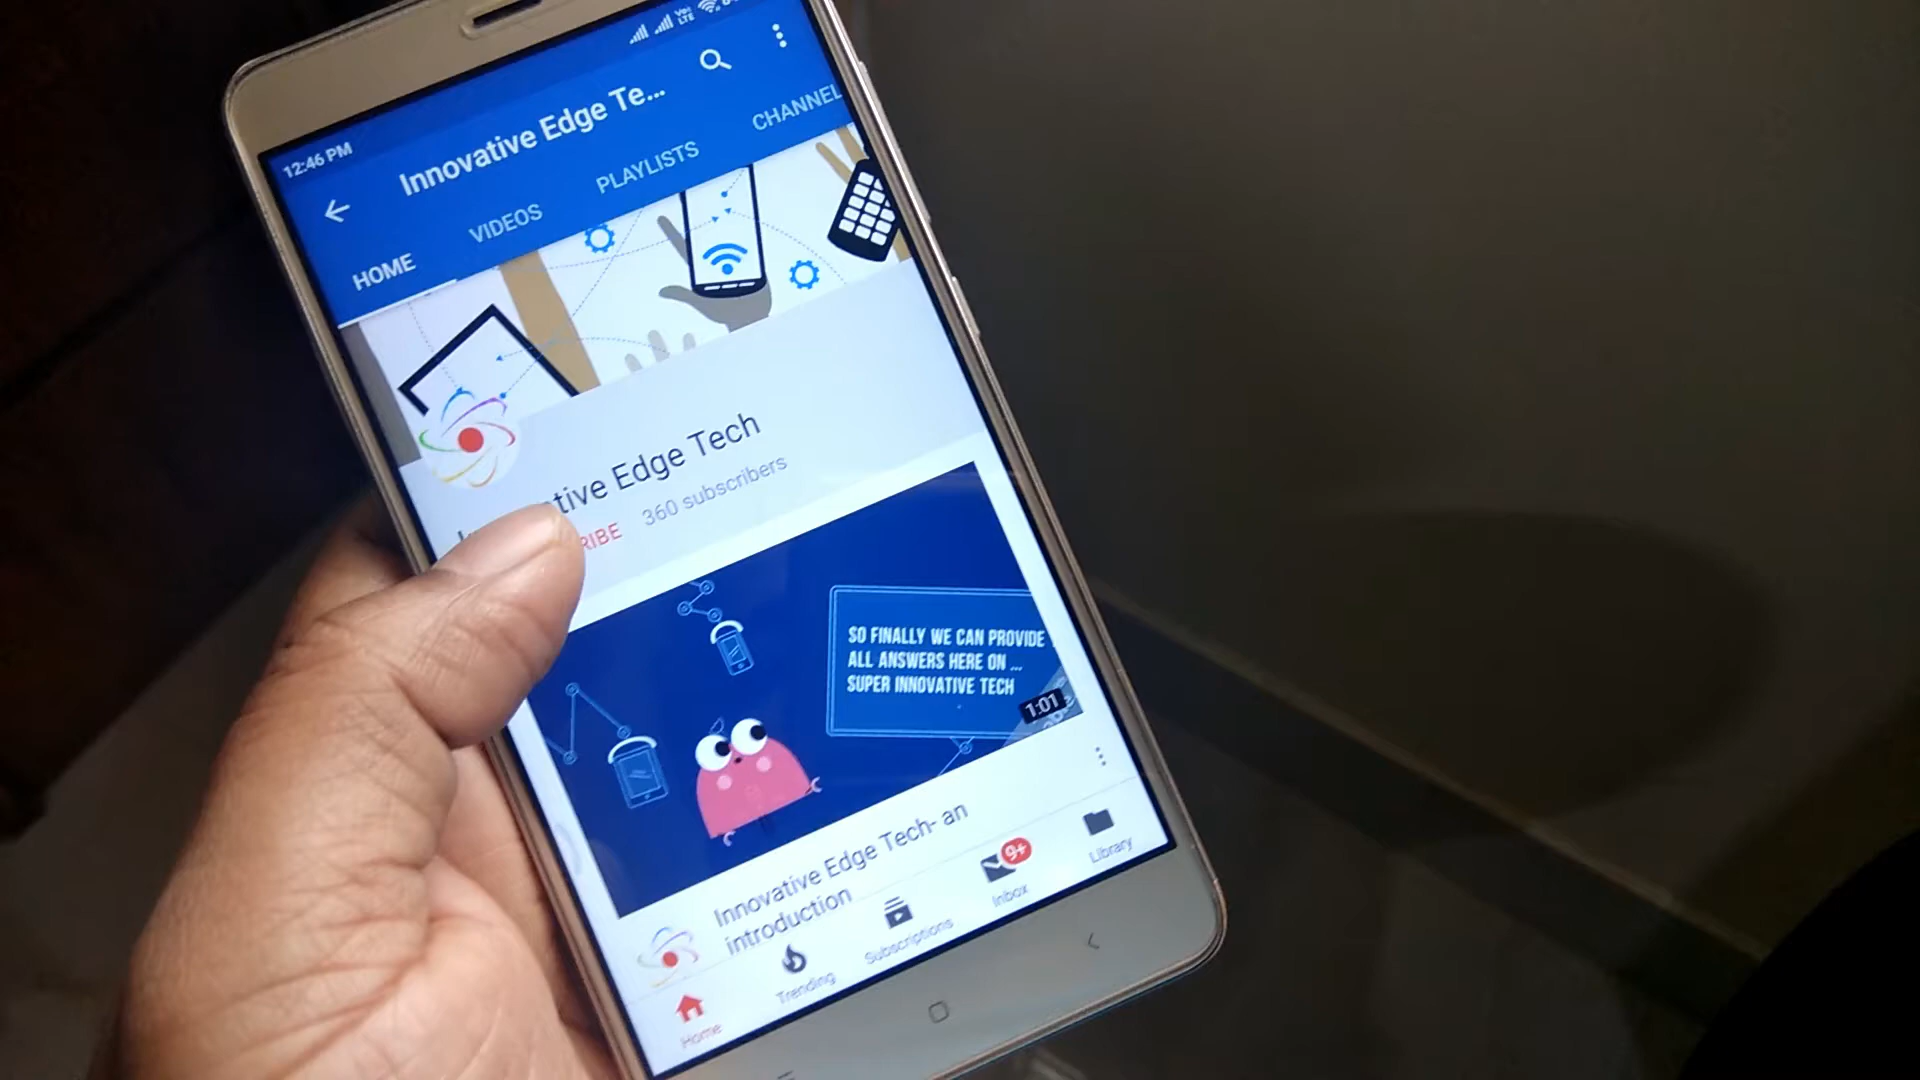 12:46 PM
Innovative Edge Te...
HOME
VIDEOS
PLAYLISTS
CHANNEL
tive Edge Tech
RIBE
360 subscribers
SO FINALLY WE CAN PROVIDE
ALL ANSWERS HERE ON ...
SUPER INNOVATIVE TECH
1:01
Innovative Edge Tech- an
introduction
Home
Trending
Subscriptions
Inbox
9+
Library